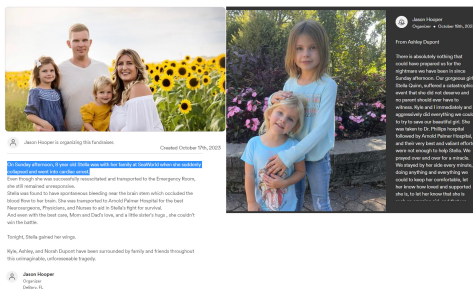 Jason Hooper is organizing this fundraiser
Created October 17th, 2023
On Sunday afternoon, 8 year old Stella was with her family at SeaWorld when she suddenly
collapsed and went into cardiac arrest.
Even though she was successfully resuscitated and transported to the Emergency Room,
she still remained unresponsive.
Stella was found to have spontaneous bleeding near the brain stem which occluded the
blood flow to her brain. She was transported to Arnold Palmer Hospital for the best
Neurosurgeons, Physicians, and Nurses to aid in Stella's fight for survival.
And even with the best care, Mom and Dad's love, and a little sister's hugs , she couldn't
win the battle.
Tonight, Stella gained her wings.
Kyle, Ashley, and Norah Dupont have been surrounded by family and friends throughout
this unimaginable, unforeseeable tragedy.
Jason Hooper
Organizer
DeBary, FL
Jason Hooper
Organizer • October 19th, 2023
From Ashley Dupont
There is absolutely nothing that
could have prepared us for the
nightmare we have been in since
Sunday afternoon. Our gorgeous girl
Stella Quinn, suffered a catastrophic
event that she did not deserve and
no parent should ever have to
witness. Kyle and I immediately and
aggressively did everything we could
to try to save our beautiful girl. She
was taken to Dr. Phillips hospital
followed by Arnold Palmer Hospital,
and their very best and valiant efforts
were not enough to help Stella. We
prayed over and over for a miracle.
We stayed by her side every minute,
doing anything and everything we
could to keep her comfortable, let
her know how loved and supported
she is, to let her know that she is